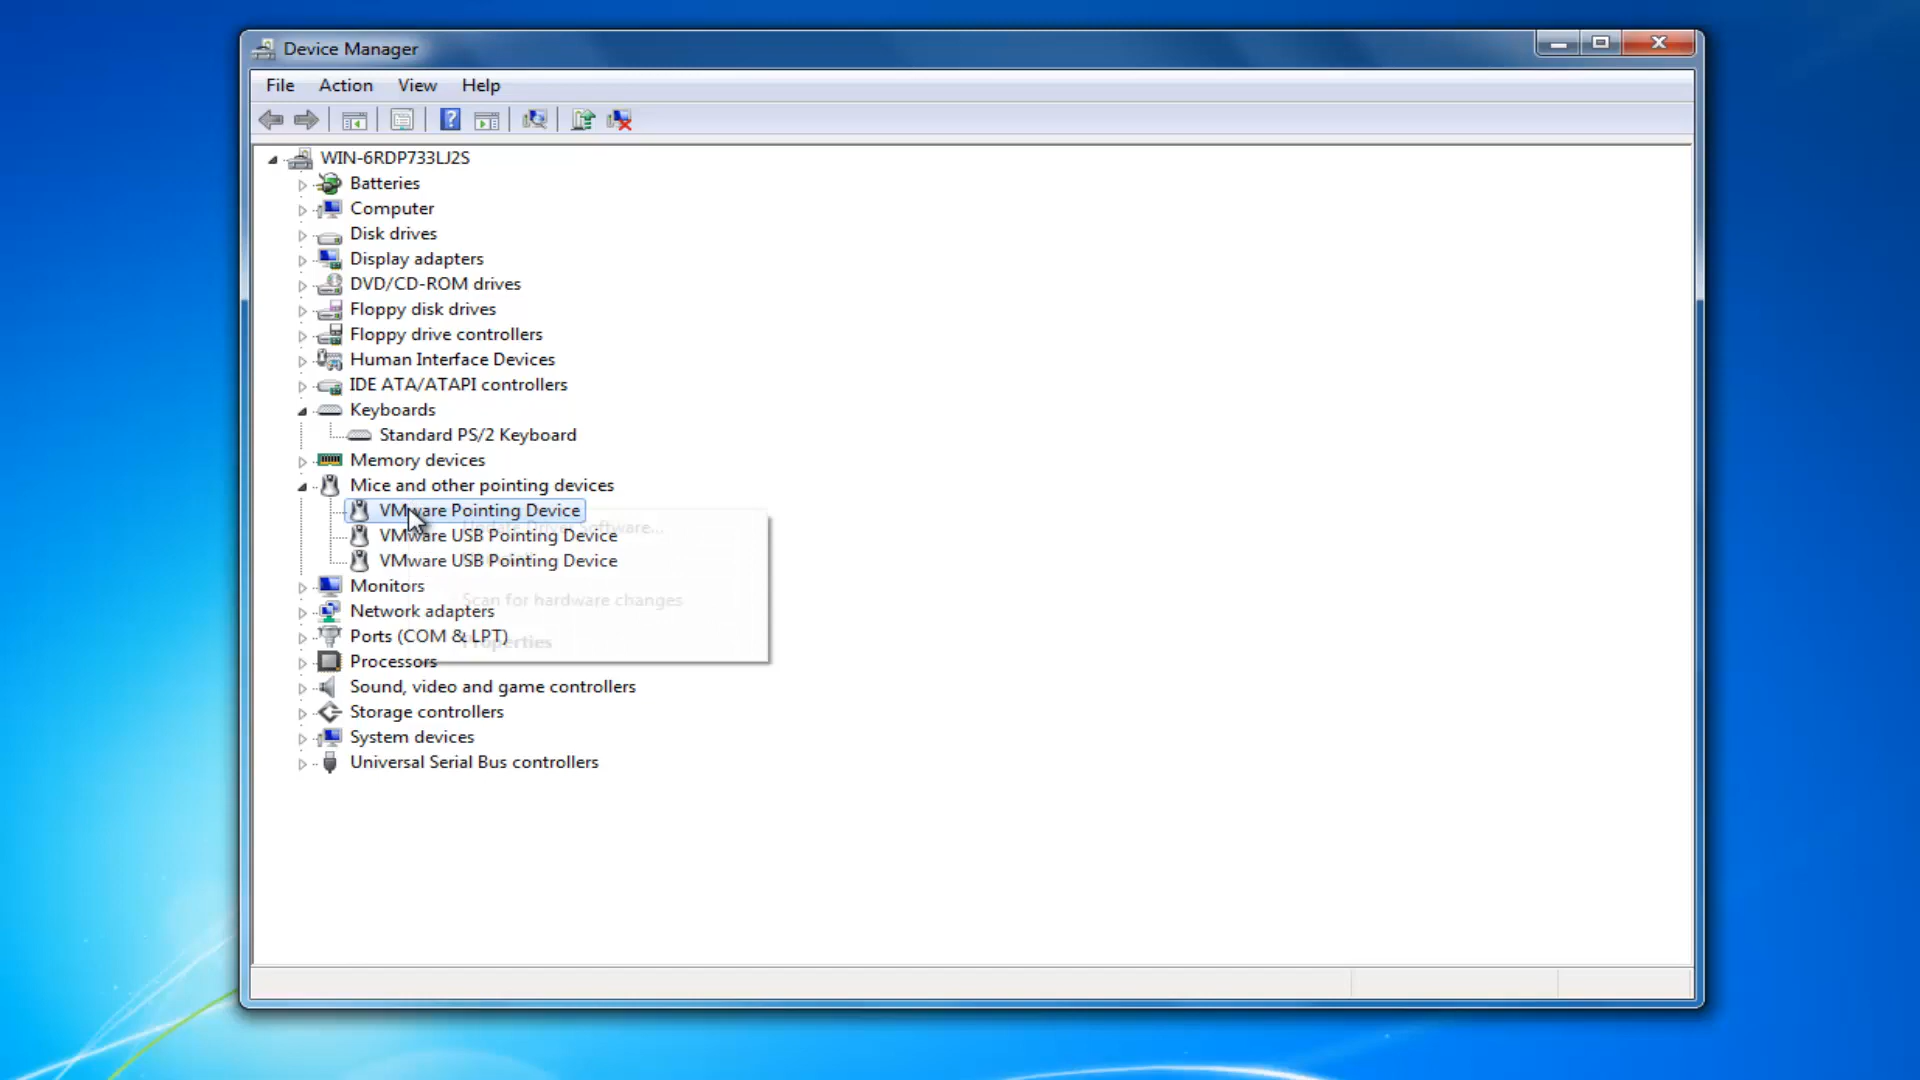 Device Manager
File Action View Help
WIN-6RDP733LJ2S
Batteries
Computer
Disk drives
Display adapters
DVD/CD-ROM drives
Floppy disk drives
Floppy drive controllers
Human Interface Devices
IDE ATA/ATAPI controllers
Keyboards
Standard PS/2 Keyboard
Memory devices
Mice and other pointing devices
VMware Pointing Device
Update Driver Software...
VMware USB Pointing Device
VMware USB Pointing Device
Monitors
Scan for hardware changes
Network adapters
Ports (COM & LPT)
Properties
Processors
Sound, video and game controllers
Storage controllers
System devices
Universal Serial Bus controllers